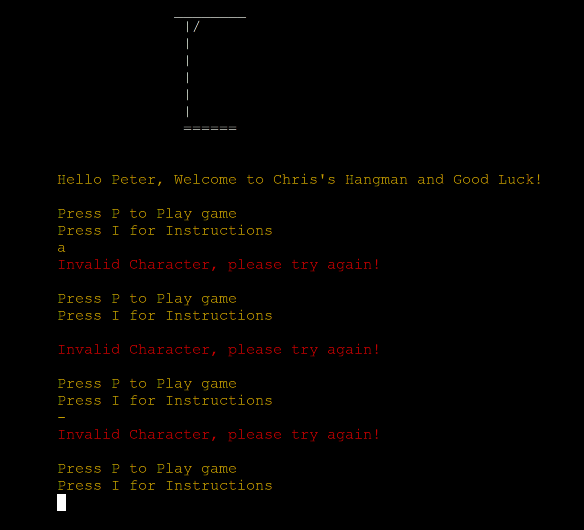 Hello Peter, Welcome to Chris's Hangman and Good Luck!
Press P to Play game
Press I for Instructions
a
Invalid Character, please try again!
Press P to Play game
Press I for Instructions
Invalid Character, please try again!
Press P to Play game
Press I for Instructions
-
Invalid Character, please try again!
Press P to Play game
Press I for Instructions